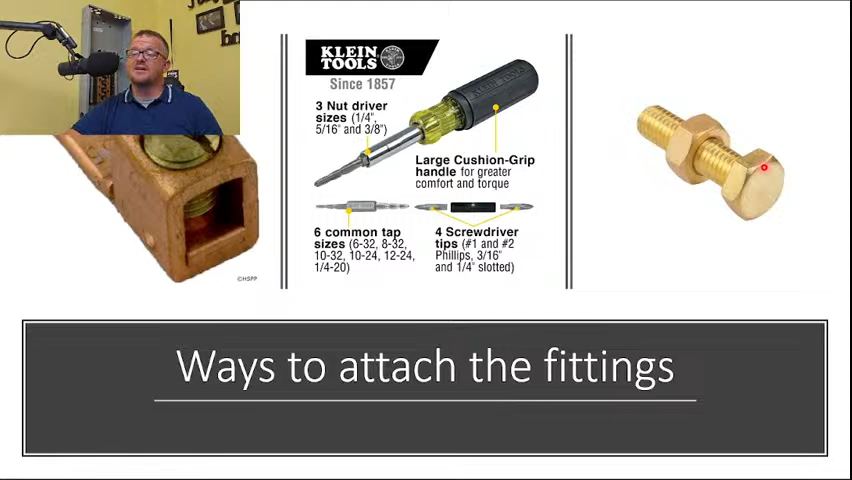 KLEIN
TOOLS
Since 1857
3 Nut driver
sizes (1/4",
5/16" and 3/8")
KLEIN TOOLS
Large Cushion-Grip
handle for greater
comfort and torque
6 common tap
sizes (6-32, 8-32,
10-32, 10-24, 12-24,
1/4-20)
4 Screwdriver
tips (#1 and #2
Phillips, 3/16"
and 1/4" slotted)
©HSPP
Ways to attach the fittings